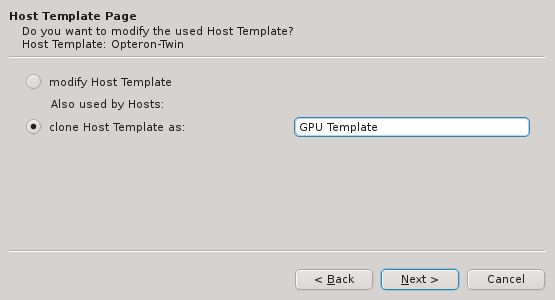 Host Template Page
Do you want to modify the used Host Template?
Host Template: Opteron-Twin
modify Host Template
Also used by Hosts:
clone Host Template as: GPU Template
< Back Next > Cancel